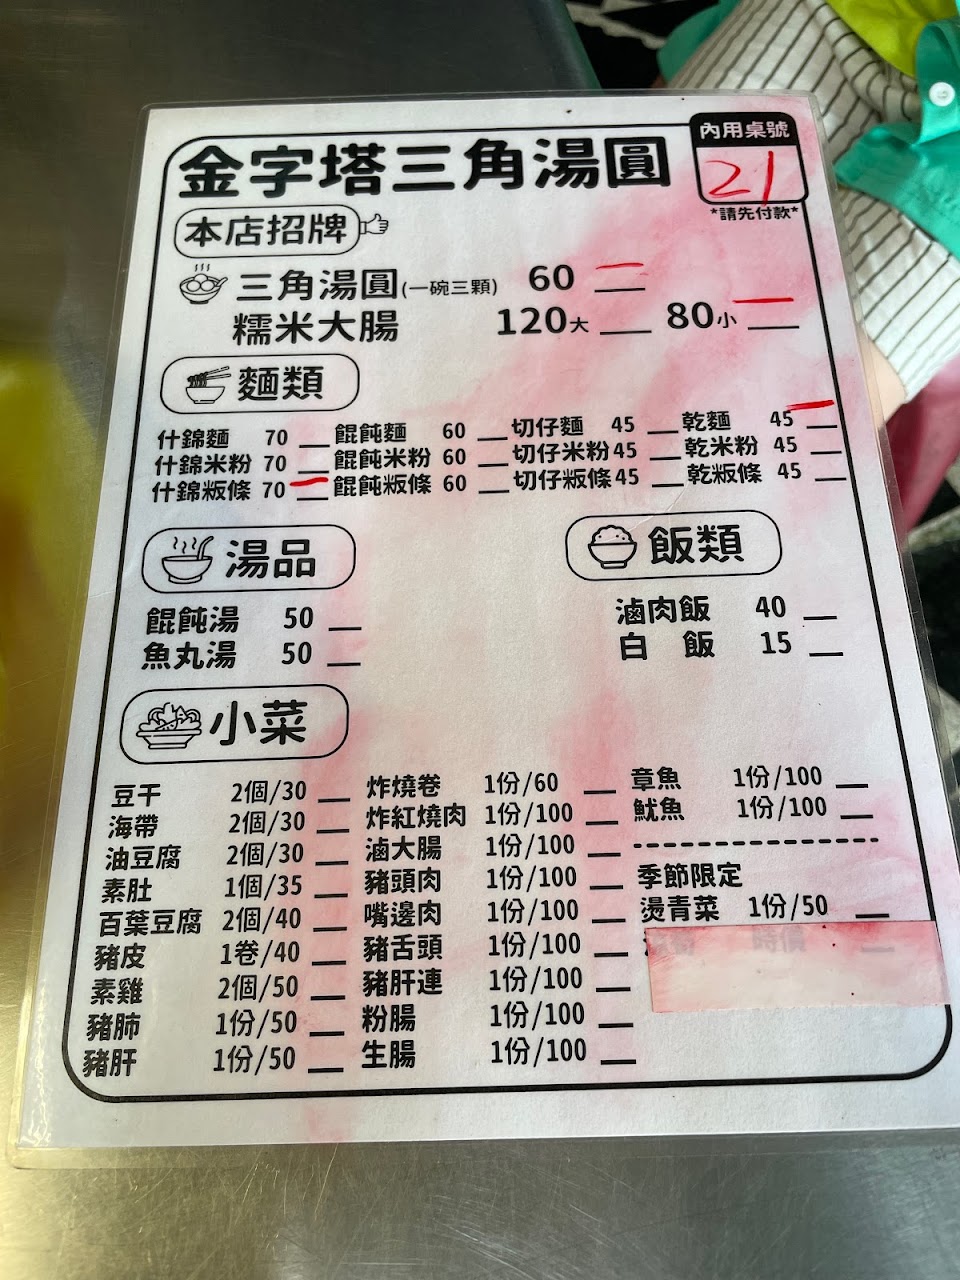 內用桌號
21
*請先付款*
金字塔三角湯圓
本店招牌
三角湯圓(一碗三顆) 60
糯米大腸 120大 80小
麵類
什錦麵 70 餛飩麵 60 切仔麵 45 乾麵 45
什錦米粉 70 餛飩米粉 60 切仔米粉 45 乾米粉 45
什錦粄條 70 餛飩粄條 60 切仔粄條 45 乾粄條 45
湯品
餛飩湯 50
魚丸湯 50
飯類
滷肉飯 40
白飯 15
小菜
豆干 2個/30
海帶 2個/30
油豆腐 2個/30
素肚 1個/35
百葉豆腐 2個/40
豬皮 1卷/40
素雞 2個/50
豬肺 1份/50
豬肝 1份/50
炸燒卷 1份/60
炸紅燒肉 1份/100
滷大腸 1份/100
豬頭肉 1份/100
嘴邊肉 1份/100
豬舌頭 1份/100
豬肝連 1份/100
粉腸 1份/100
生腸 1份/100
章魚 1份/100
魷魚 1份/100
季節限定
燙青菜 1份/50
時價